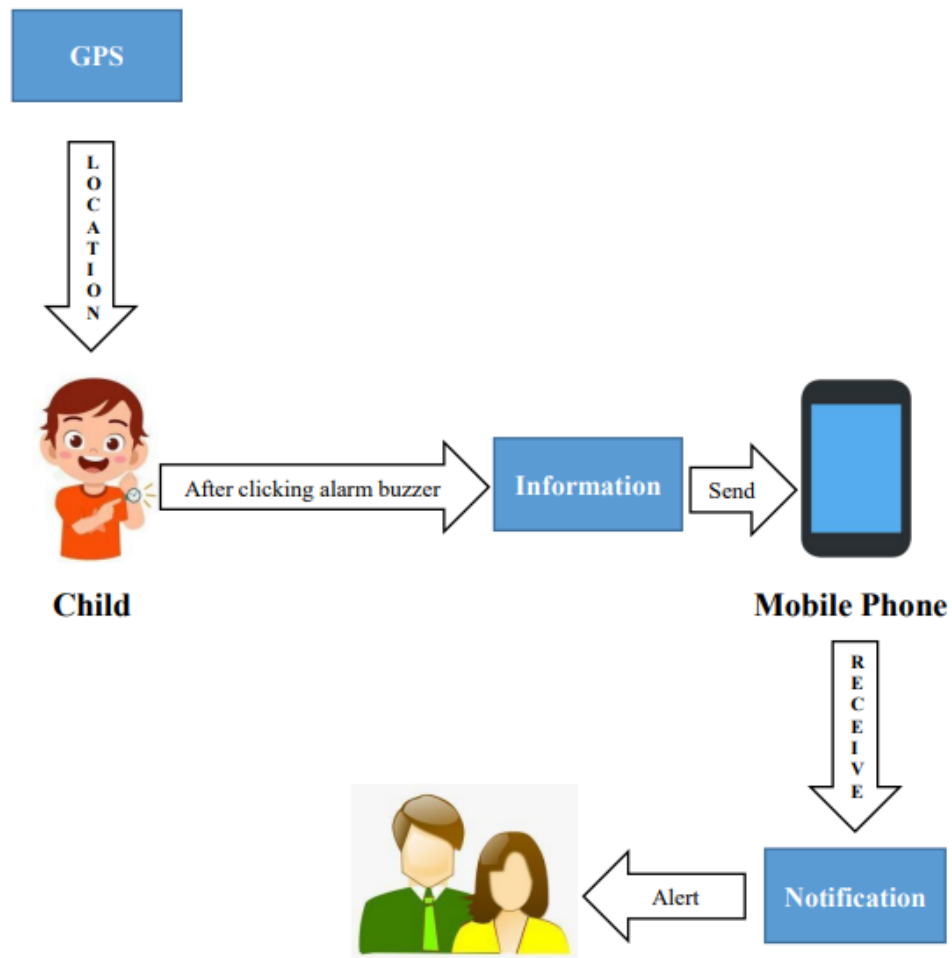 GPS
LOCATION
After clicking alarm buzzer
Information
Send
Child
Mobile Phone
RECEIVE
Alert
Notification